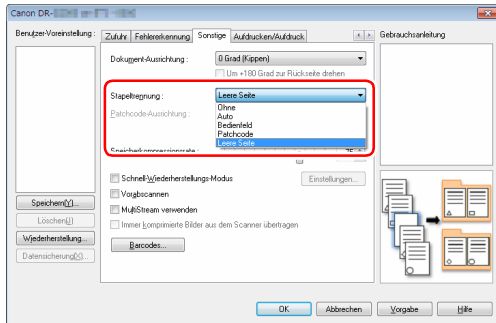 Canon DR-
Benutzer-Voreinstellung :
Zufuhr Fehlererkennung Sonstige Aufdrucken/Aufdruck
Gebrauchsanleitung
Dokument-Ausrichtung :
0 Grad (Kippen)
Um +180 Grad zur Rückseite drehen
Stapeltrennung :
Leere Seite
Ohne
Auto
Bedienfeld
Patchcode
Leere Seite
Patchcode-Ausrichtung :
Speicherkompressionsrate :
Schnell-Wiederherstellungs-Modus
Einstellungen...
Vorabscannen
MultiStream verwenden
Immer komprimierte Bilder aus dem Scanner übertragen
Barcodes...
Speichern(Y)...
Löschen(J)
Wiederherstellung...
Datensicherung(X)...
OK Abbrechen Vorgabe Hilfe